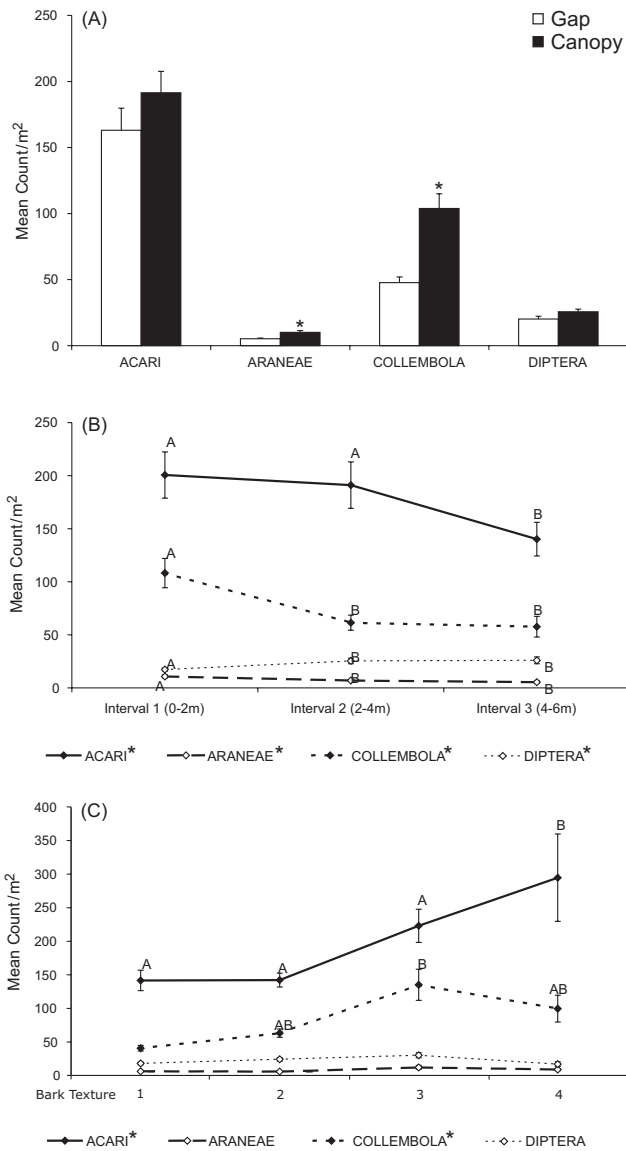 (A)
Gap
Canopy
250
200
150
100
50
0
Mean Count/m²
*
*
ACARI ARANEAE COLLEMBOLA DIPTERA
(B)
250
200
150
100
50
0
Mean Count/m²
A A B
A B B
A B B
A B B
Interval 1 (0-2m) Interval 2 (2-4m) Interval 3 (4-6m)
ACARI* ARANEAE* COLLEMBOLA* DIPTERA*
(C)
400
350
300
250
200
150
100
50
0
Mean Count/m²
A A A B
AB B AB
Bark Texture 1 2 3 4
ACARI* ARANEAE COLLEMBOLA* DIPTERA